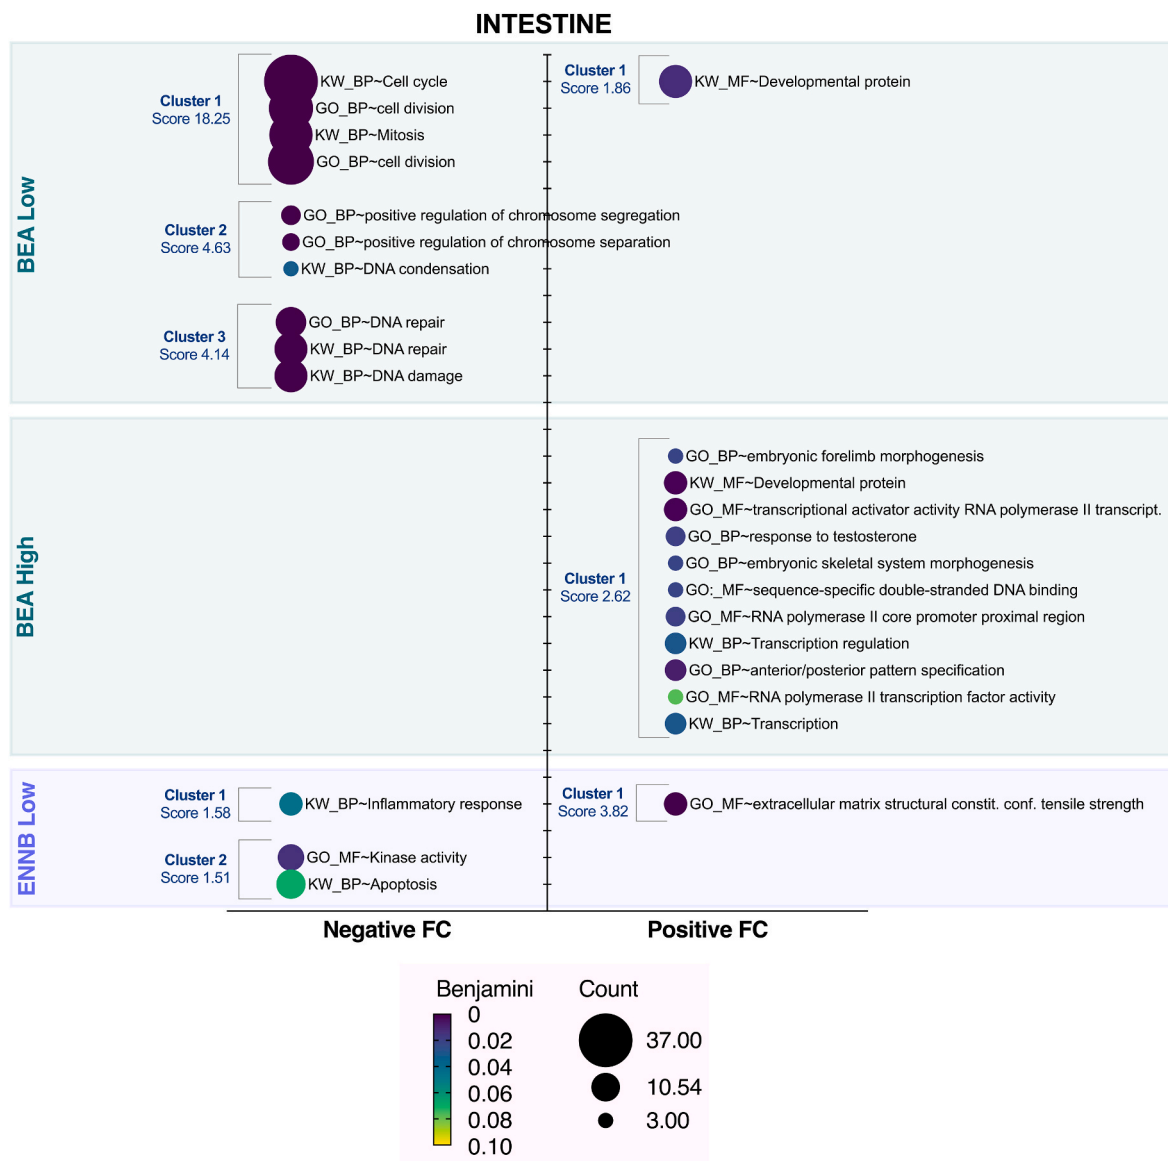 INTESTINE
BEA Low
Cluster 1
Score 18.25
KW_BP~Cell cycle
GO_BP~cell division
KW_BP~Mitosis
GO_BP~cell division
Cluster 2
Score 4.63
GO_BP~positive regulation of chromosome segregation
GO_BP~positive regulation of chromosome separation
KW_BP~DNA condensation
Cluster 3
Score 4.14
GO_BP~DNA repair
KW_BP~DNA repair
KW_BP~DNA damage
Cluster 1
Score 1.86
KW_MF~Developmental protein
BEA High
Cluster 1
Score 2.62
GO_BP~embryonic forelimb morphogenesis
KW_MF~Developmental protein
GO_MF~transcriptional activator activity RNA polymerase II transcript.
GO_BP~response to testosterone
GO_BP~embryonic skeletal system morphogenesis
GO:_MF~sequence-specific double-stranded DNA binding
GO_MF~RNA polymerase II core promoter proximal region
KW_BP~Transcription regulation
GO_BP~anterior/posterior pattern specification
GO_MF~RNA polymerase II transcription factor activity
KW_BP~Transcription
ENNB Low
Cluster 1
Score 1.58
KW_BP~Inflammatory response
Cluster 2
Score 1.51
GO_MF~Kinase activity
KW_BP~Apoptosis
Cluster 1
Score 3.82
GO_MF~extracellular matrix structural constit. conf. tensile strength
Negative FC
Positive FC
Benjamini
0
0.02
0.04
0.06
0.08
0.10
Count
37.00
10.54
3.00